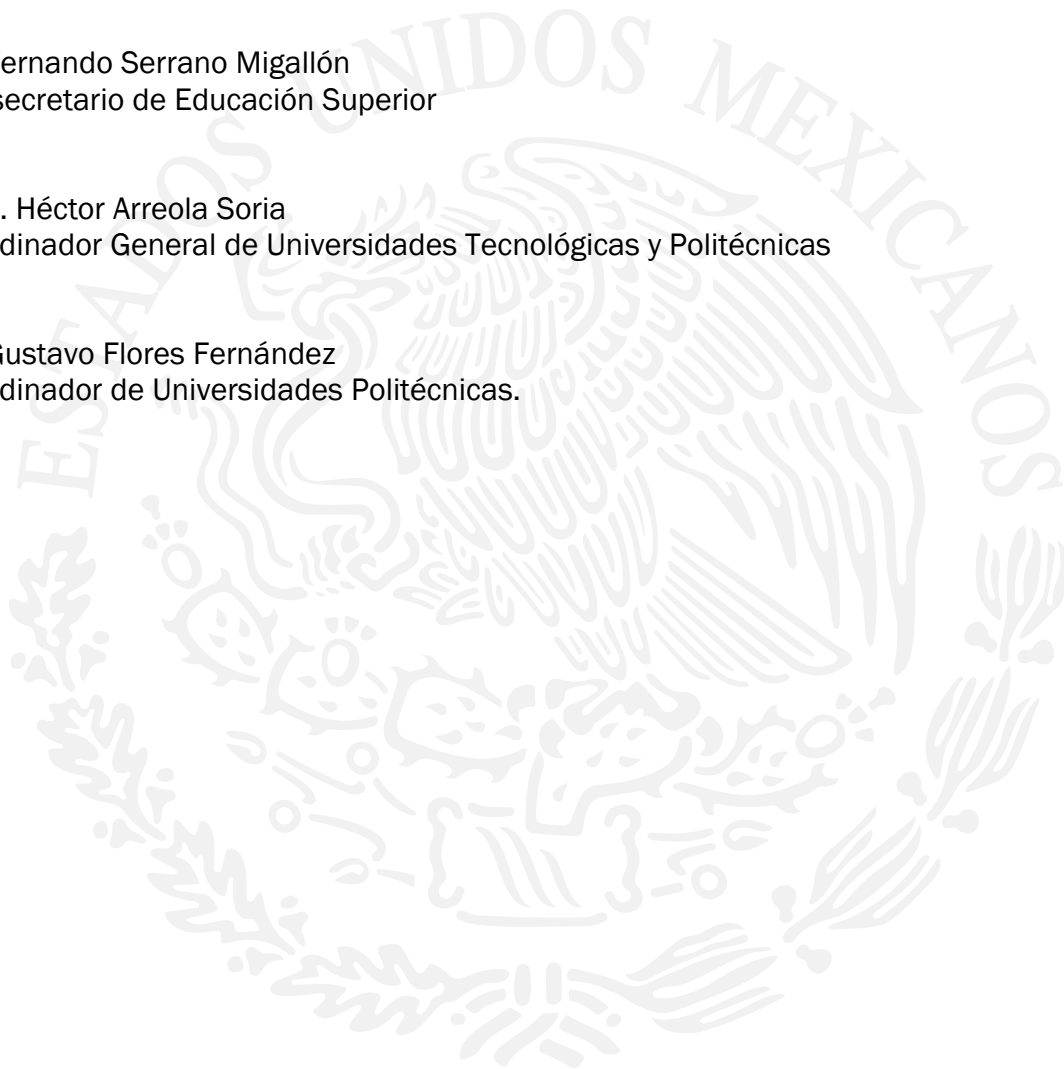 ernando Serrano Migallón
secretario de Educación Superior
. Héctor Arreola Soria
dinador General de Universidades Tecnológicas y Politécnicas
Gustavo Flores Fernández
dinador de Universidades Politécnicas.
ESTADOS UNIDOS MEXICANOS